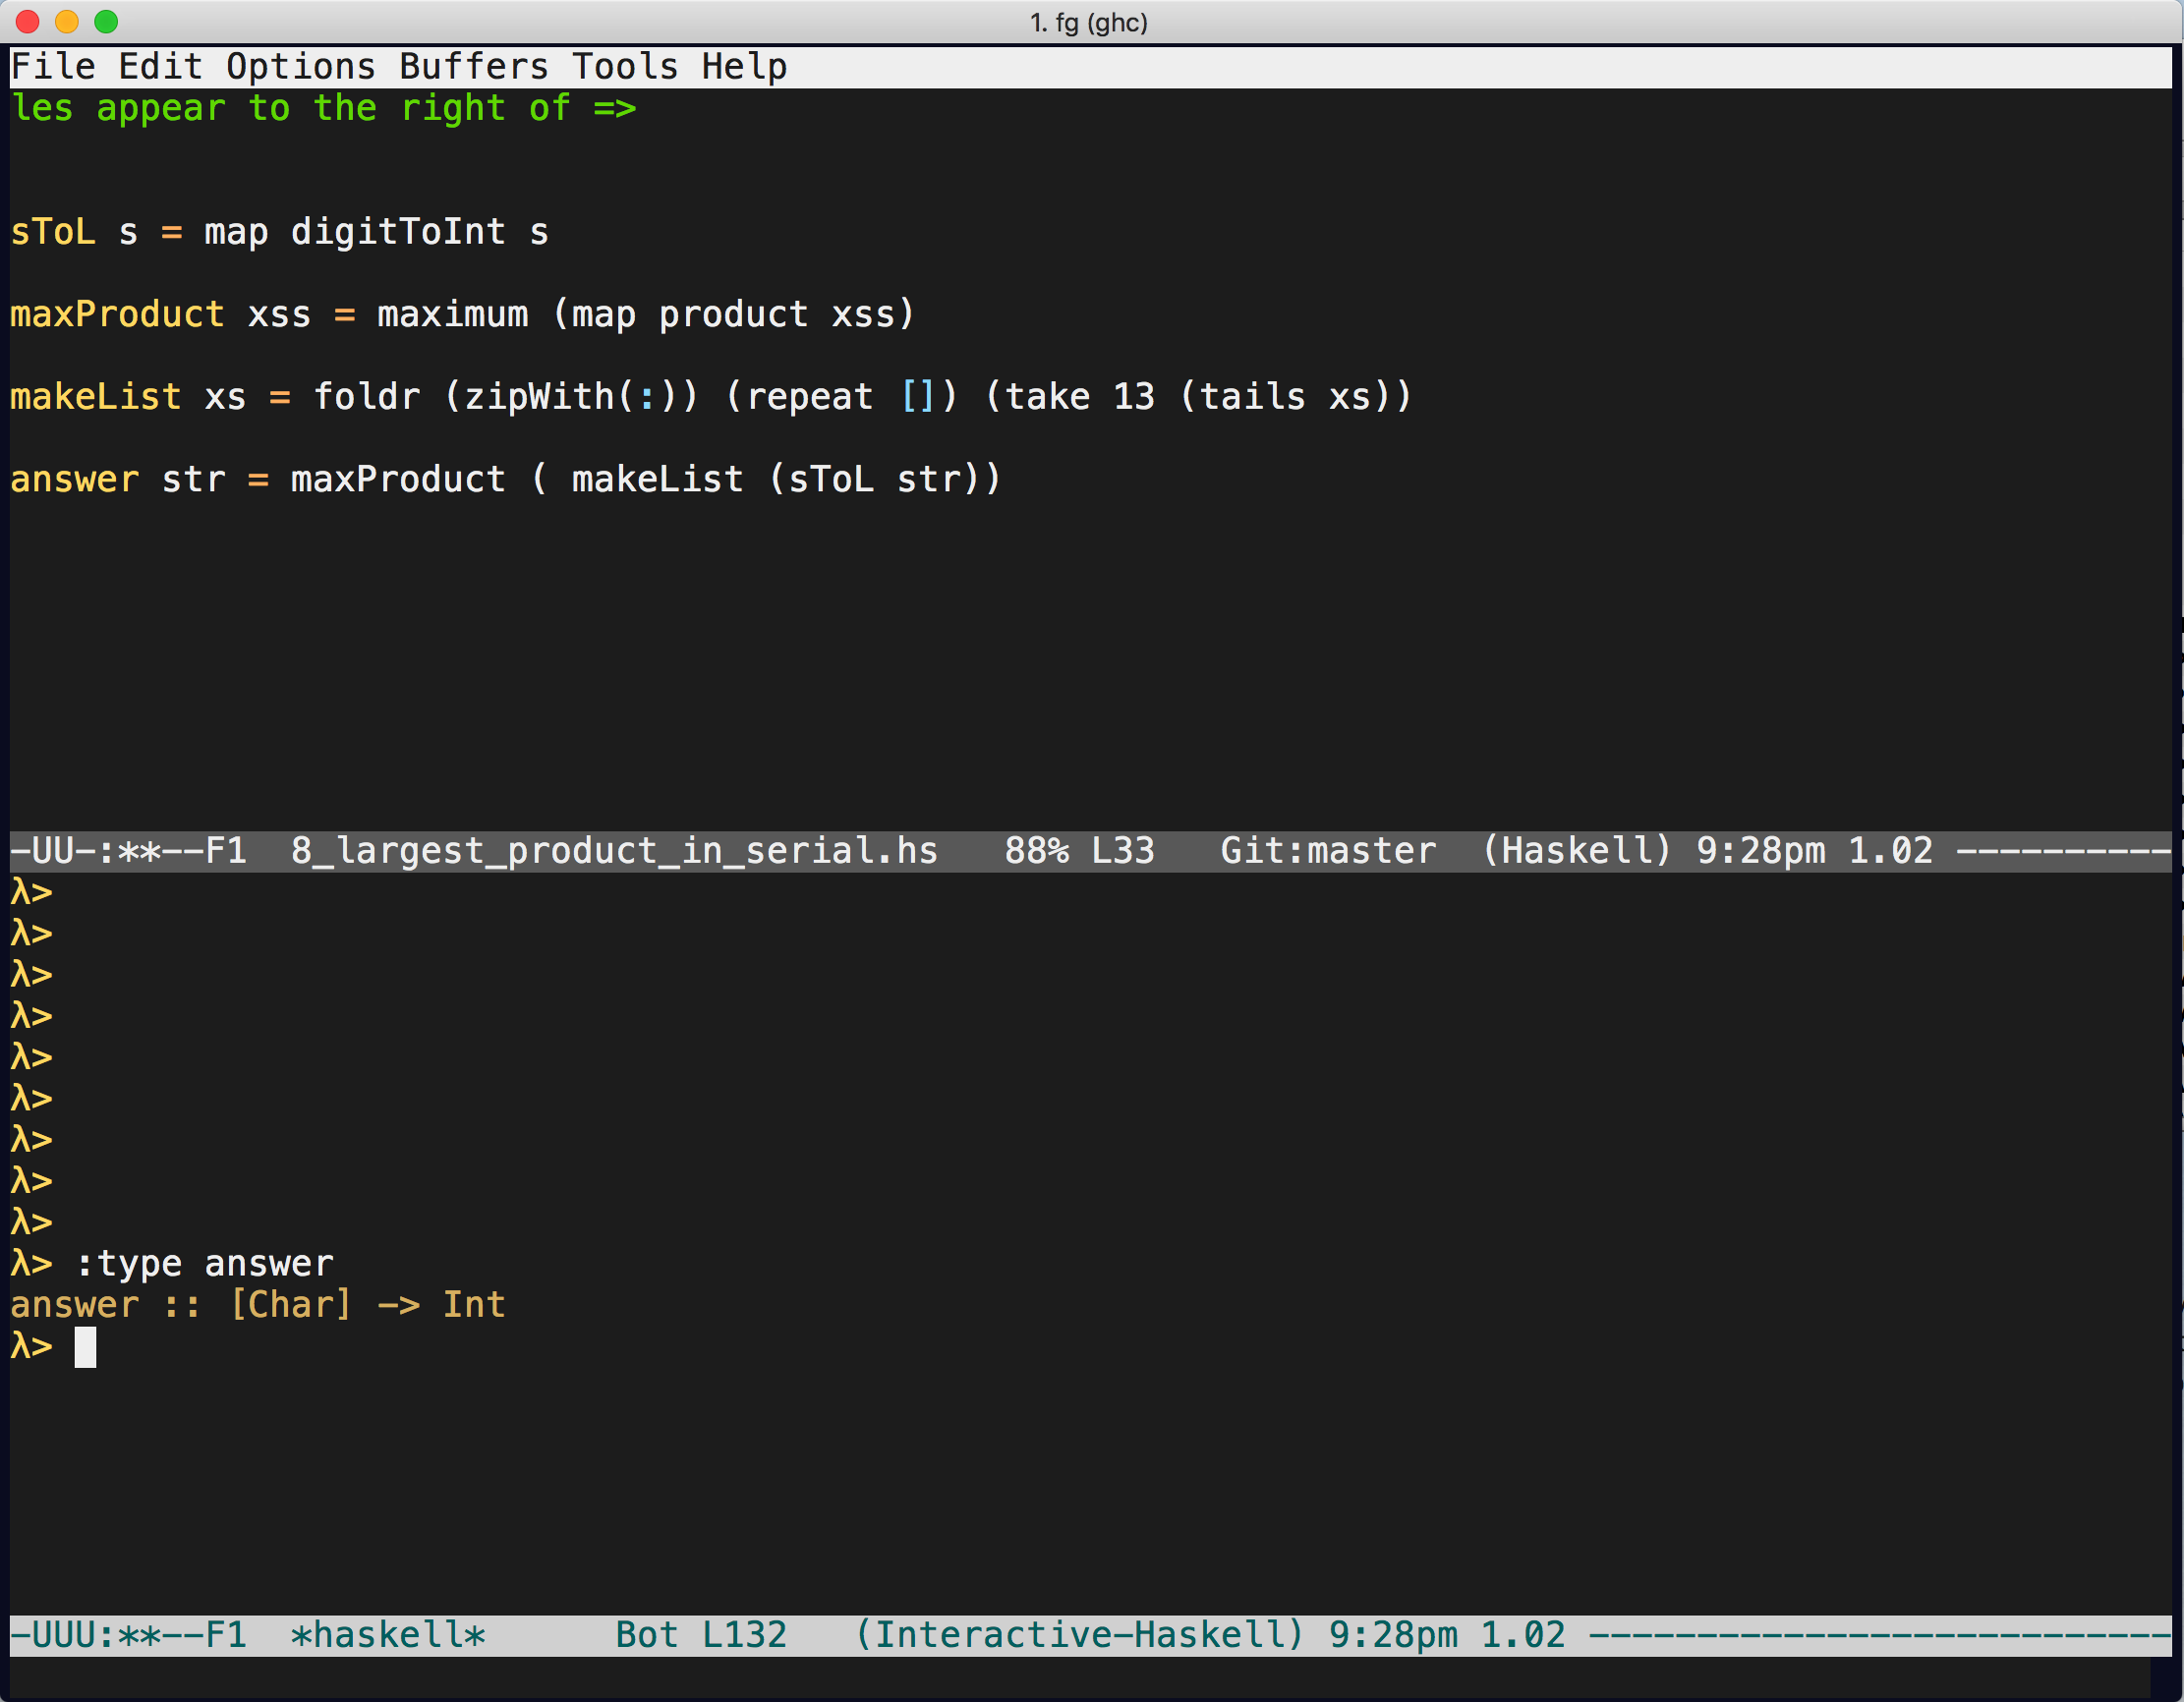 1. fg (ghc)
File Edit Options Buffers Tools Help
les appear to the right of =>
sToL s = map digitToInt s
maxProduct xss = maximum (map product xss)
makeList xs = foldr (zipWith(:)) (repeat []) (take 13 (tails xs))
answer str = maxProduct ( makeList (sToL str))
-UU-:**--F1  8_largest_product_in_serial.hs   88% L33   Git:master  (Haskell) 9:28pm 1.02 ----------
λ>
λ>
λ>
λ>
λ>
λ>
λ>
λ>
λ>
λ> :type answer
answer :: [Char] -> Int
λ>
-UUU:**--F1  *haskell*      Bot L132   (Interactive-Haskell) 9:28pm 1.02 ---------------------------